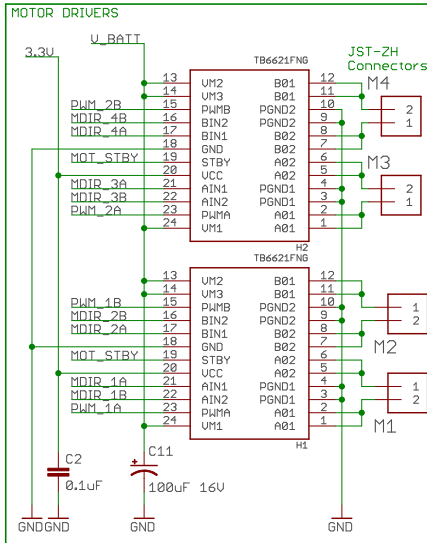 MOTOR DRIVERS
V_BATT
3.3V
TB6621FNG
JST-ZH
Connectors
13 VM2 B01 12
14 VM3 B01 11
PWM_2B 15 PWMB PGND2 10
MDIR_4B 16 BIN2 PGND2 9
MDIR_4A 17 BIN1 B02 8
18 GND B02 7
MOT_STBY 19 STBY A02 6
20 VCC A02 5
MDIR_3A 21 AIN1 PGND1 4
MDIR_3B 22 AIN2 PGND1 3
PWM_2A 23 PWMA A01 2
24 VM1 A01 1
H2
M4
2
1
M3
2
1
TB6621FNG
13 VM2 B01 12
14 VM3 B01 11
PWM_1B 15 PWMB PGND2 10
MDIR_2B 16 BIN2 PGND2 9
MDIR_2A 17 BIN1 B02 8
18 GND B02 7
MOT_STBY 19 STBY A02 6
20 VCC A02 5
MDIR_1A 21 AIN1 PGND1 4
MDIR_1B 22 AIN2 PGND1 3
PWM_1A 23 PWMA A01 2
24 VM1 A01 1
H1
1
2
M2
1
2
M1
C2
0.1uF
C11
100uF 16V
GND GND GND GND